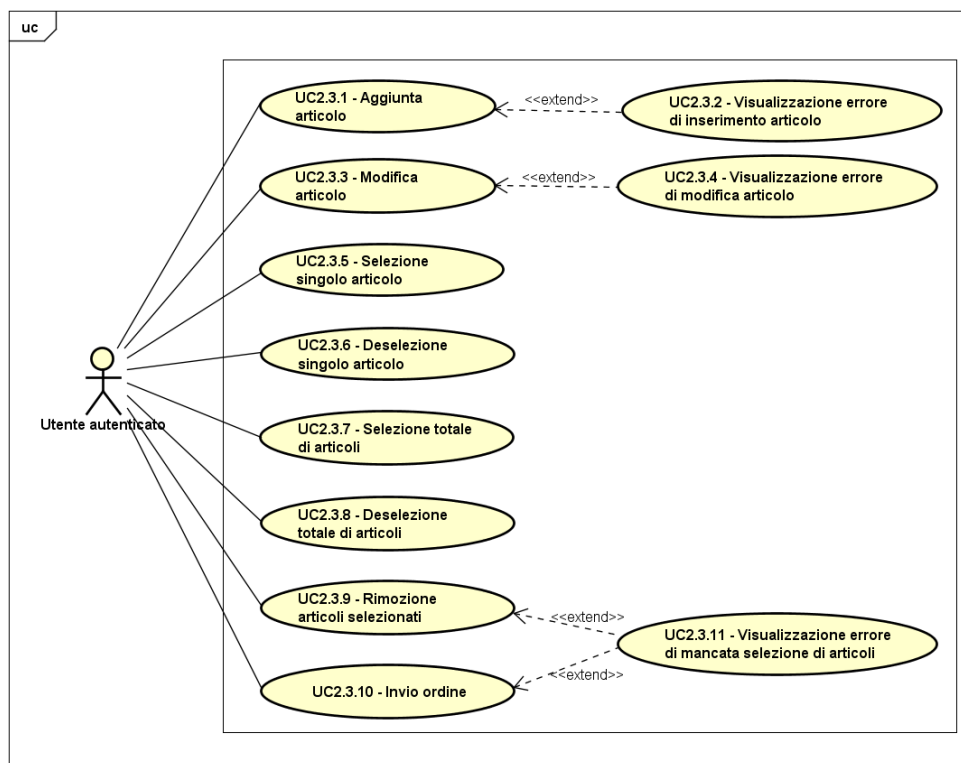 uc
UC2.3.1 - Aggiunta
articolo
<<extend>>
UC2.3.2 - Visualizzazione errore
di inserimento articolo
UC2.3.3 - Modifica
articolo
<<extend>>
UC2.3.4 - Visualizzazione errore
di modifica articolo
UC2.3.5 - Selezione
singolo articolo
UC2.3.6 - Deselezione
singolo articolo
Utente autenticato
UC2.3.7 - Selezione totale
di articoli
UC2.3.8 - Deselezione
totale di articoli
UC2.3.9 - Rimozione
articoli selezionati
<<extend>>
UC2.3.11 - Visualizzazione errore
di mancata selezione di articoli
<<extend>>
UC2.3.10 - Invio ordine